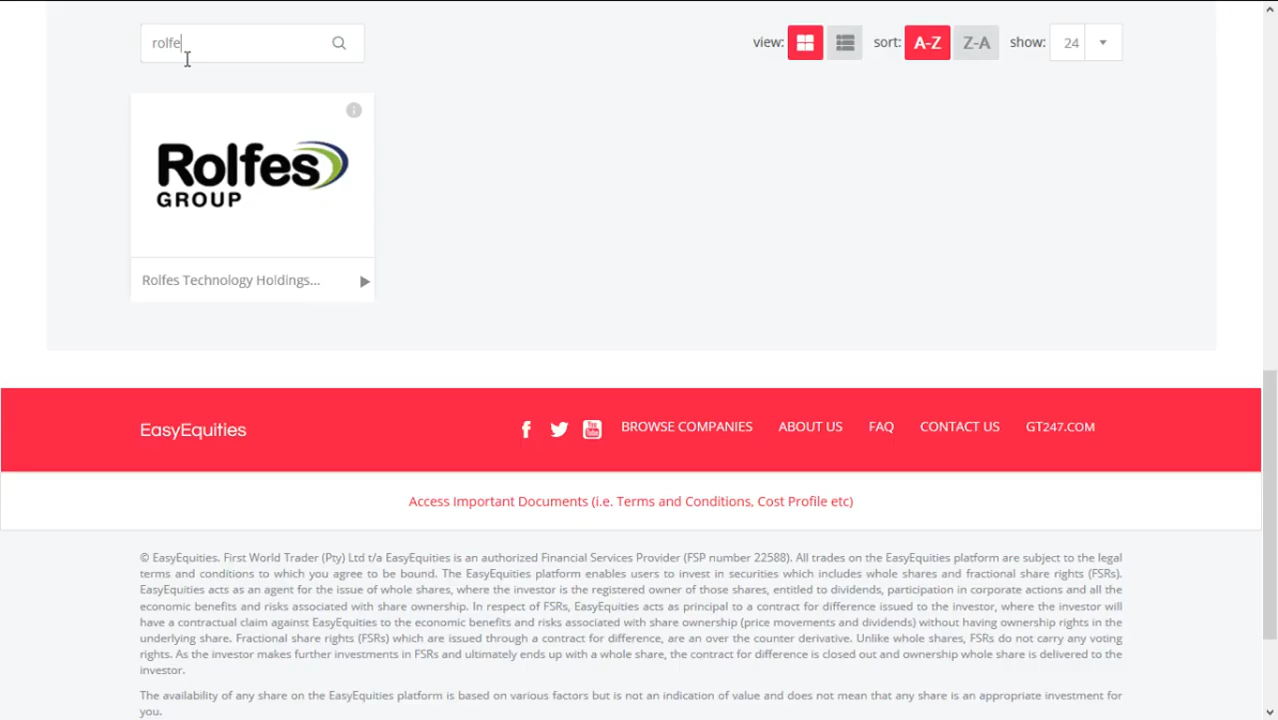 rolfe
view:
sort:
A-Z
Z-A
show:
24
Rolfes
GROUP
Rolfes Technology Holdings...
EasyEquities
You
Tube
BROWSE COMPANIES
ABOUT US
FAQ
CONTACT US
GT247.COM
Access Important Documents (i.e. Terms and Conditions, Cost Profile etc)
© EasyEquities. First World Trader (Pty) Ltd t/a EasyEquities is an authorized Financial Services Provider (FSP number 22588). All trades on the EasyEquities platform are subject to the legal
terms and conditions to which you agree to be bound. The EasyEquities platform enables users to invest in securities which includes whole shares and fractional share rights (FSRs).
EasyEquities acts as an agent for the issue of whole shares, where the investor is the registered owner of those shares, entitled to dividends, participation in corporate actions and all the
economic benefits and risks associated with share ownership. In respect of FSRs, EasyEquities acts as principal to a contract for difference issued to the investor, where the investor will
have a contractual claim against EasyEquities to the economic benefits and risks associated with share ownership (price movements and dividends) without having ownership rights in the
underlying share. Fractional share rights (FSRs) which are issued through a contract for difference, are an over the counter derivative. Unlike whole shares, FSRs do not carry any voting
rights. As the investor makes further investments in FSRs and ultimately ends up with a whole share, the contract for difference is closed out and ownership whole share is delivered to the
investor.
The availability of any share on the EasyEquities platform is based on various factors but is not an indication of value and does not mean that any share is an appropriate investment for
you.